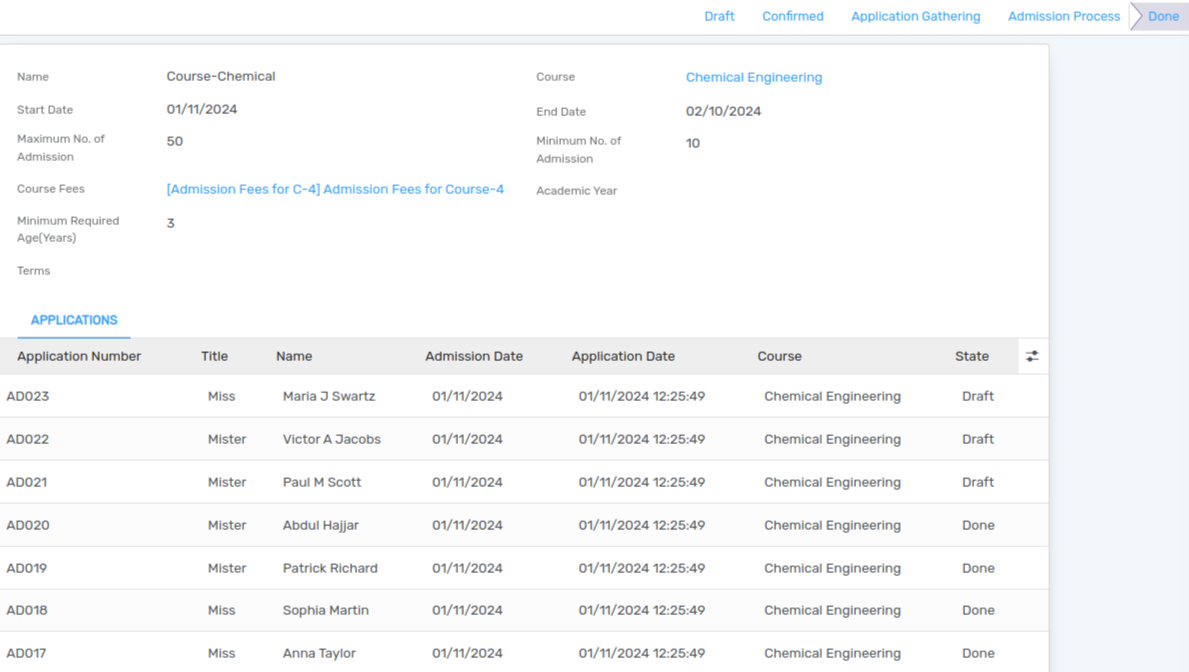 Draft Confirmed Application Gathering Admission Process Done
Name Course-Chemical Course Chemical Engineering
Start Date 01/11/2024 End Date 02/10/2024
Maximum No. of
Admission 50 Minimum No. of
Admission 10
Course Fees [Admission Fees for C-4] Admission Fees for Course-4 Academic Year
Minimum Required
Age(Years) 3
Terms
APPLICATIONS
Application Number Title Name Admission Date Application Date Course State
AD023 Miss Maria J Swartz 01/11/2024 01/11/2024 12:25:49 Chemical Engineering Draft
AD022 Mister Victor A Jacobs 01/11/2024 01/11/2024 12:25:49 Chemical Engineering Draft
AD021 Mister Paul M Scott 01/11/2024 01/11/2024 12:25:49 Chemical Engineering Draft
AD020 Mister Abdul Hajjar 01/11/2024 01/11/2024 12:25:49 Chemical Engineering Done
AD019 Mister Patrick Richard 01/11/2024 01/11/2024 12:25:49 Chemical Engineering Done
AD018 Miss Sophia Martin 01/11/2024 01/11/2024 12:25:49 Chemical Engineering Done
AD017 Miss Anna Taylor 01/11/2024 01/11/2024 12:25:49 Chemical Engineering Done